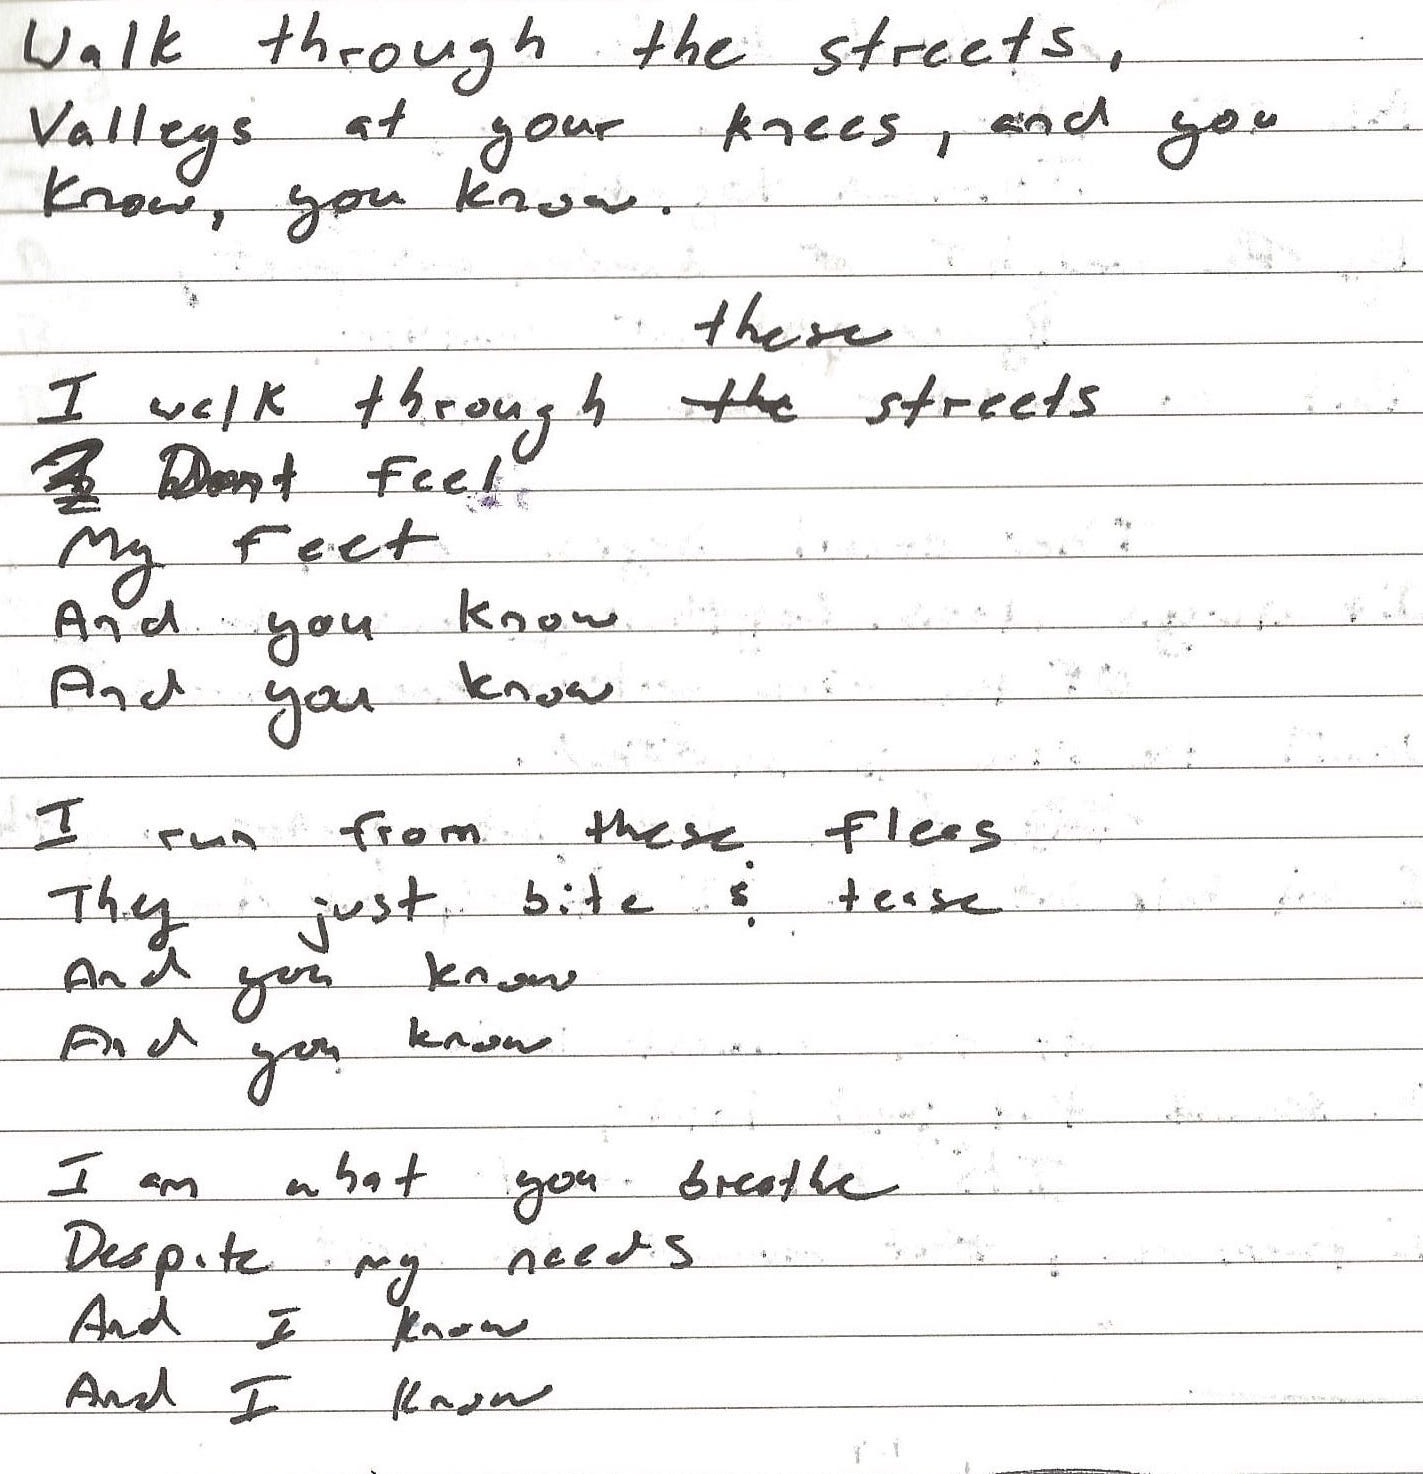 Walk through the streets,
Valleys at your knees, and you
know, you know.
these
I walk through the streets
Dont feel
My feet
And you know
And you know
I run from these fleas
They just bite & tease
And you know
And you know
I am what you breathe
Despite my needs
And I know
And I know